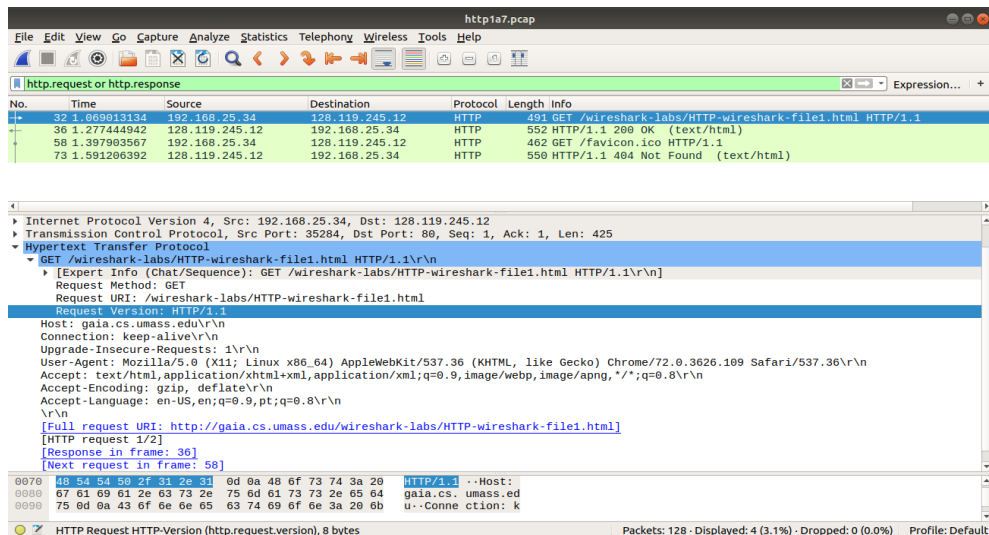 http1a7.pcap
File Edit View Go Capture Analyze Statistics Telephony Wireless Tools Help
http.request or http.response Expression… +
No. Time Source Destination Protocol Length Info
32 1.069013134 192.168.25.34 128.119.245.12 HTTP 491 GET /wireshark-labs/HTTP-wireshark-file1.html HTTP/1.1
36 1.277444942 128.119.245.12 192.168.25.34 HTTP 552 HTTP/1.1 200 OK (text/html)
58 1.397903567 192.168.25.34 128.119.245.12 HTTP 462 GET /favicon.ico HTTP/1.1
73 1.591206392 128.119.245.12 192.168.25.34 HTTP 550 HTTP/1.1 404 Not Found (text/html)
Internet Protocol Version 4, Src: 192.168.25.34, Dst: 128.119.245.12
Transmission Control Protocol, Src Port: 35284, Dst Port: 80, Seq: 1, Ack: 1, Len: 425
Hypertext Transfer Protocol
GET /wireshark-labs/HTTP-wireshark-file1.html HTTP/1.1\r\n
[Expert Info (Chat/Sequence): GET /wireshark-labs/HTTP-wireshark-file1.html HTTP/1.1\r\n]
Request Method: GET
Request URI: /wireshark-labs/HTTP-wireshark-file1.html
Request Version: HTTP/1.1
Host: gaia.cs.umass.edu\r\n
Connection: keep-alive\r\n
Upgrade-Insecure-Requests: 1\r\n
User-Agent: Mozilla/5.0 (X11; Linux x86_64) AppleWebKit/537.36 (KHTML, like Gecko) Chrome/72.0.3626.109 Safari/537.36\r\n
Accept: text/html,application/xhtml+xml,application/xml;q=0.9,image/webp,image/apng,*/*;q=0.8\r\n
Accept-Encoding: gzip, deflate\r\n
Accept-Language: en-US,en;q=0.9,pt;q=0.8\r\n
\r\n
[Full request URI: http://gaia.cs.umass.edu/wireshark-labs/HTTP-wireshark-file1.html]
[HTTP request 1/2]
[Response in frame: 36]
[Next request in frame: 58]
0070 48 54 54 50 2f 31 2e 31 0d 0a 48 6f 73 74 3a 20 HTTP/1.1 ··Host:
0080 67 61 69 61 2e 63 73 2e 75 6d 61 73 73 2e 65 64 gaia.cs. umass.ed
0090 75 0d 0a 43 6f 6e 6e 65 63 74 69 6f 6e 3a 20 6b u··Conne ction: k
HTTP Request HTTP-Version (http.request.version), 8 bytes Packets: 128 · Displayed: 4 (3.1%) · Dropped: 0 (0.0%) Profile: Default